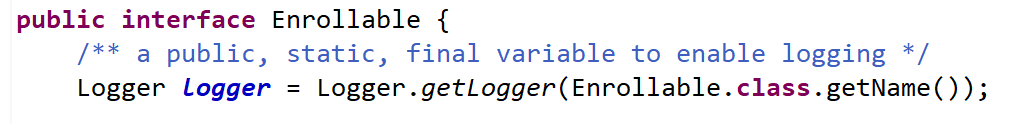 public interface Enrollable {
/** a public, static, final variable to enable logging */
Logger logger = Logger.getLogger(Enrollable.class.getName());